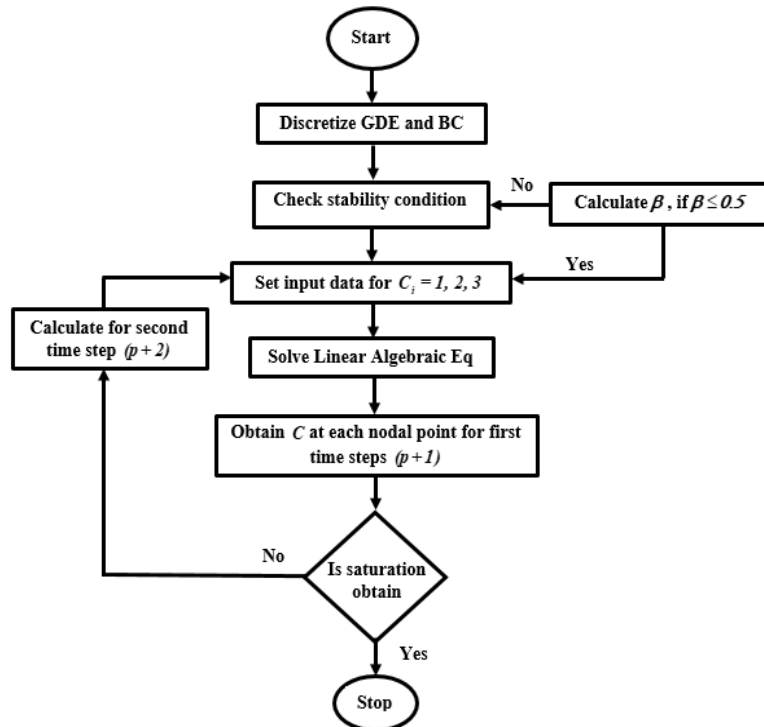 Start
Discretize GDE and BC
Check stability condition
No
Calculate β, if β ≤ 0.5
Yes
Set input data for Cᵢ = 1, 2, 3
Calculate for second
time step (p + 2)
Solve Linear Algebraic Eq
Obtain C at each nodal point for first
time steps (p+1)
No
Is saturation
obtain
Yes
Stop